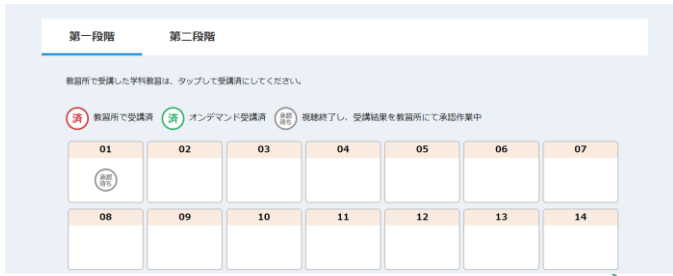 第一段階 第二段階
教習所で受講した学科教習は、タップして受講済にしてください。
済 教習所で受講済 済 オンデマンド受講済 承認待ち 視聴終了し、受講結果を教習所にて承認作業中
01 02 03 04 05 06 07
承認
待ち
08 09 10 11 12 13 14